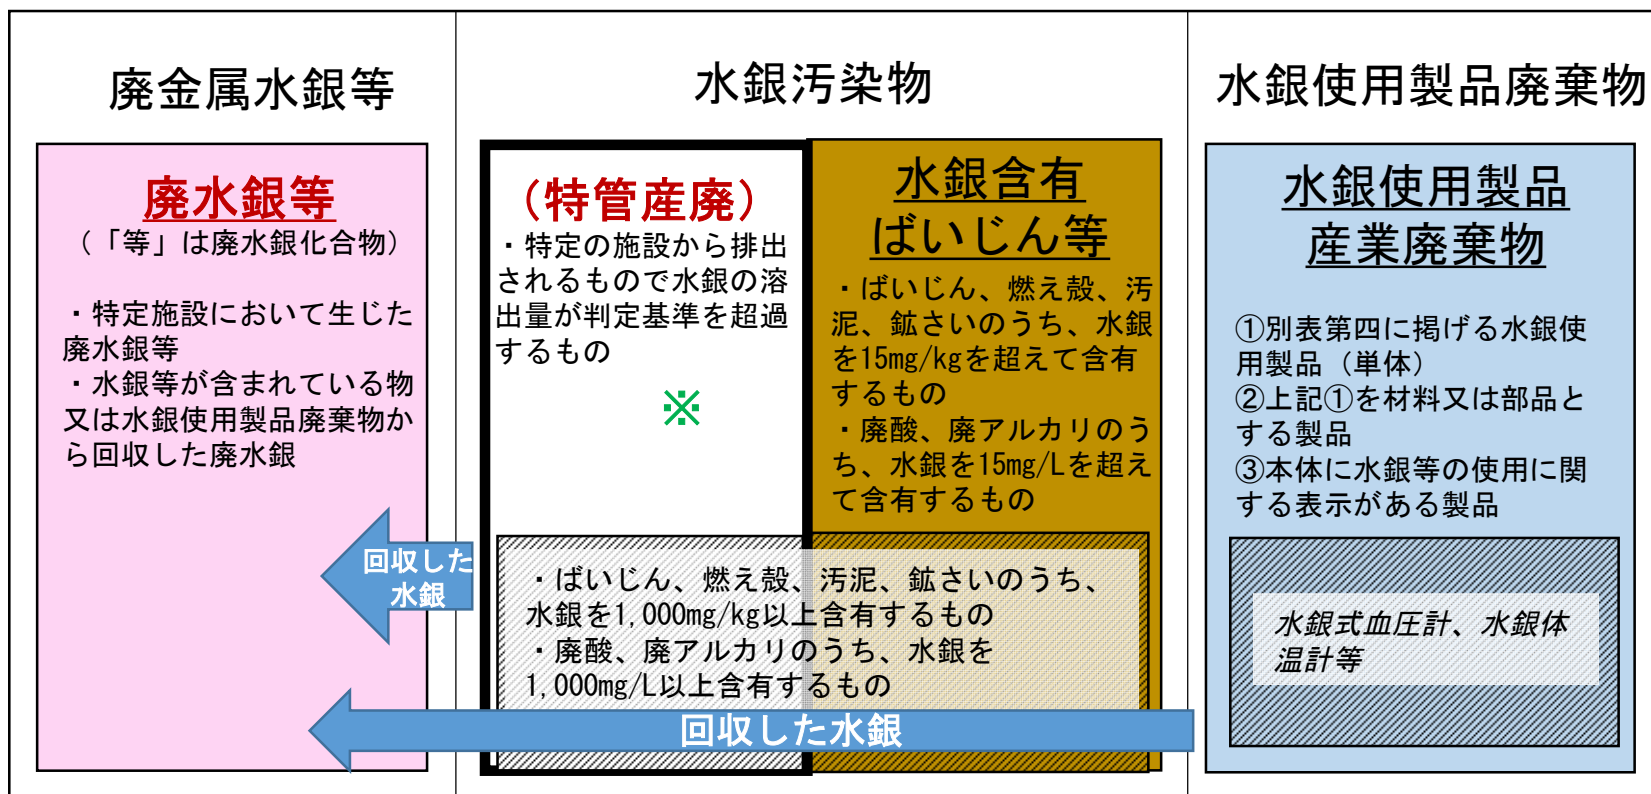 廃金属水銀等
廃水銀等
（「等」は廃水銀化合物）
・特定施設において生じた
廃水銀等
・水銀等が含まれている物
又は水銀使用製品廃棄物か
ら回収した廃水銀
水銀汚染物
（特管産廃）
・特定の施設から排出
されるもので水銀の溶
出量が判定基準を超過
するもの
※
水銀含有
ばいじん等
・ばいじん、燃え殻、汚
泥、鉱さいのうち、水銀
を15mg/kgを超えて含有
するもの
・廃酸、廃アルカリのう
ち、水銀を15mg/Lを超え
て含有するもの
・ばいじん、燃え殻、汚泥、鉱さいのうち、
水銀を1,000mg/kg以上含有するもの
・廃酸、廃アルカリのうち、水銀を
1,000mg/L以上含有するもの
回収した
水銀
回収した水銀
水銀使用製品廃棄物
水銀使用製品
産業廃棄物
①別表第四に掲げる水銀使
用製品（単体）
②上記①を材料又は部品と
する製品
③本体に水銀等の使用に関
する表示がある製品
水銀式血圧計、水銀体
温計等